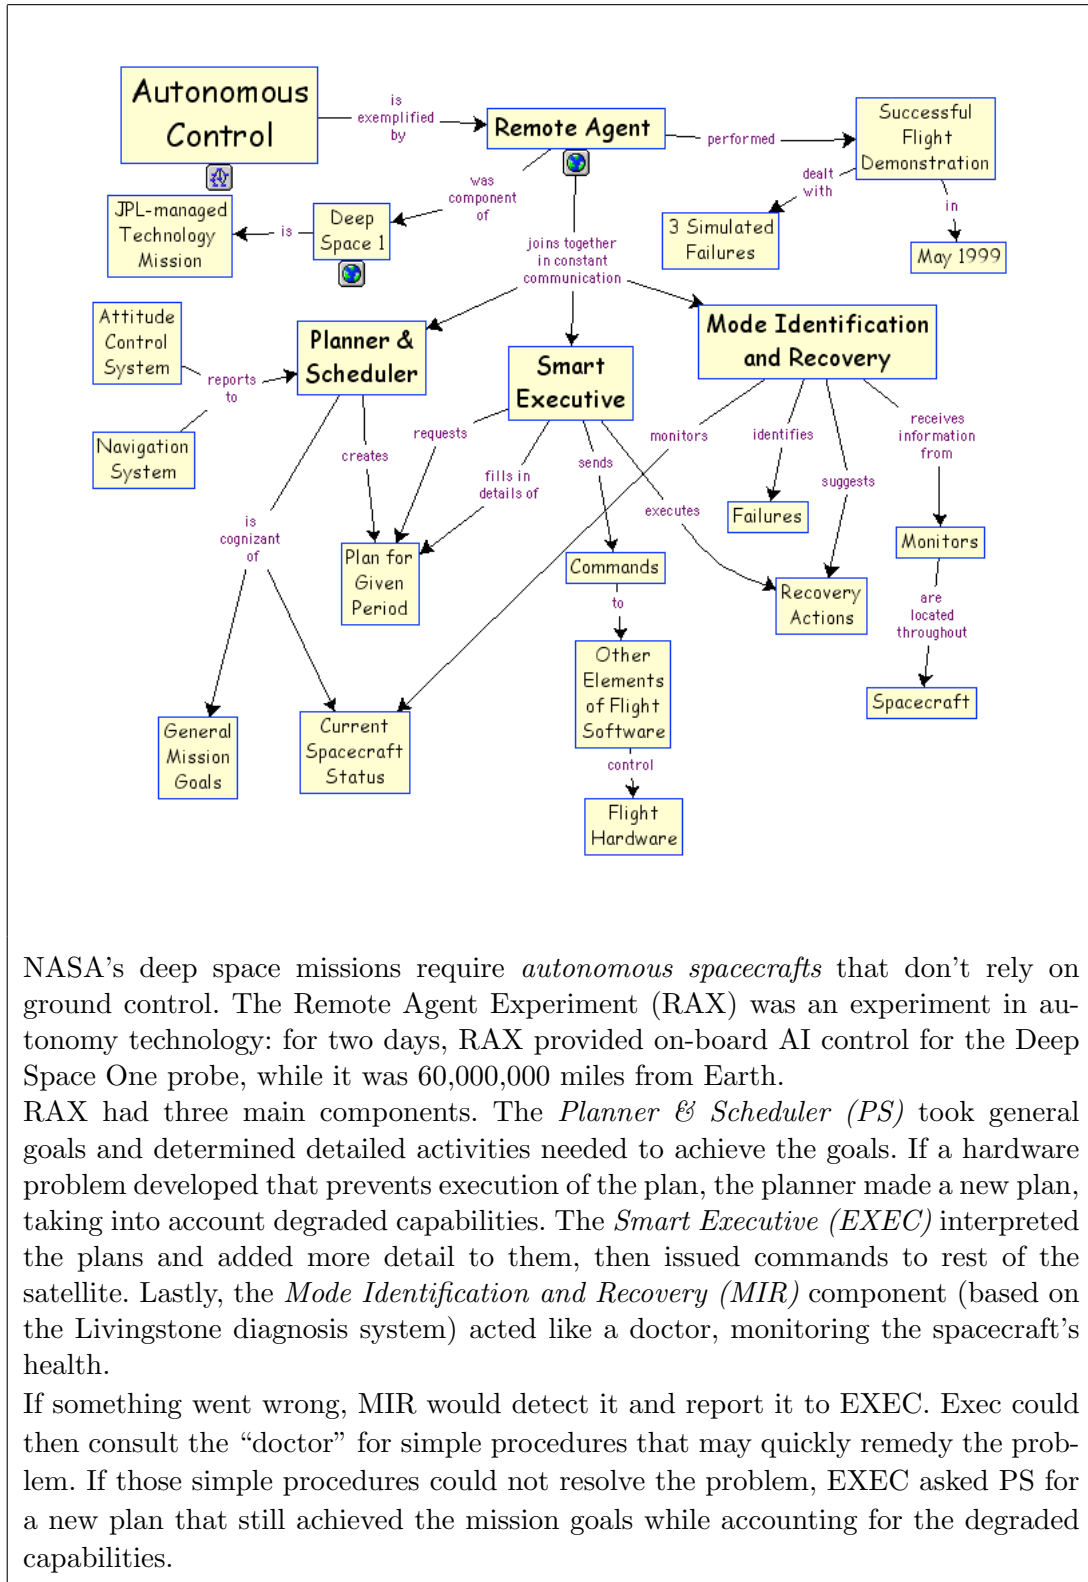 Autonomous
Control
is
exemplified
by
Remote Agent
performed
Successful
Flight
Demonstration
was
component
of
dealt
with
in
JPL-managed
Technology
Mission
is
Deep
Space 1
3 Simulated
Failures
May 1999
joins together
in constant
communication
Attitude
Control
System
Planner &
Scheduler
Smart
Executive
Mode Identification
and Recovery
reports
to
Navigation
System
creates
requests
fills in
details of
sends
monitors
identifies
receives
information
from
suggests
executes
is
cognizant
of
Plan for
Given
Period
Commands
Failures
Monitors
Recovery
Actions
to
are
located
throughout
Other
Elements
of Flight
Software
Spacecraft
General
Mission
Goals
Current
Spacecraft
Status
control
Flight
Hardware
NASA's deep space missions require autonomous spacecrafts that don't rely on
ground control. The Remote Agent Experiment (RAX) was an experiment in au-
tonomy technology: for two days, RAX provided on-board AI control for the Deep
Space One probe, while it was 60,000,000 miles from Earth.
RAX had three main components. The Planner & Scheduler (PS) took general
goals and determined detailed activities needed to achieve the goals. If a hardware
problem developed that prevents execution of the plan, the planner made a new plan,
taking into account degraded capabilities. The Smart Executive (EXEC) interpreted
the plans and added more detail to them, then issued commands to rest of the
satellite. Lastly, the Mode Identification and Recovery (MIR) component (based on
the Livingstone diagnosis system) acted like a doctor, monitoring the spacecraft's
health.
If something went wrong, MIR would detect it and report it to EXEC. Exec could
then consult the “doctor” for simple procedures that may quickly remedy the prob-
lem. If those simple procedures could not resolve the problem, EXEC asked PS for
a new plan that still achieved the mission goals while accounting for the degraded
capabilities.